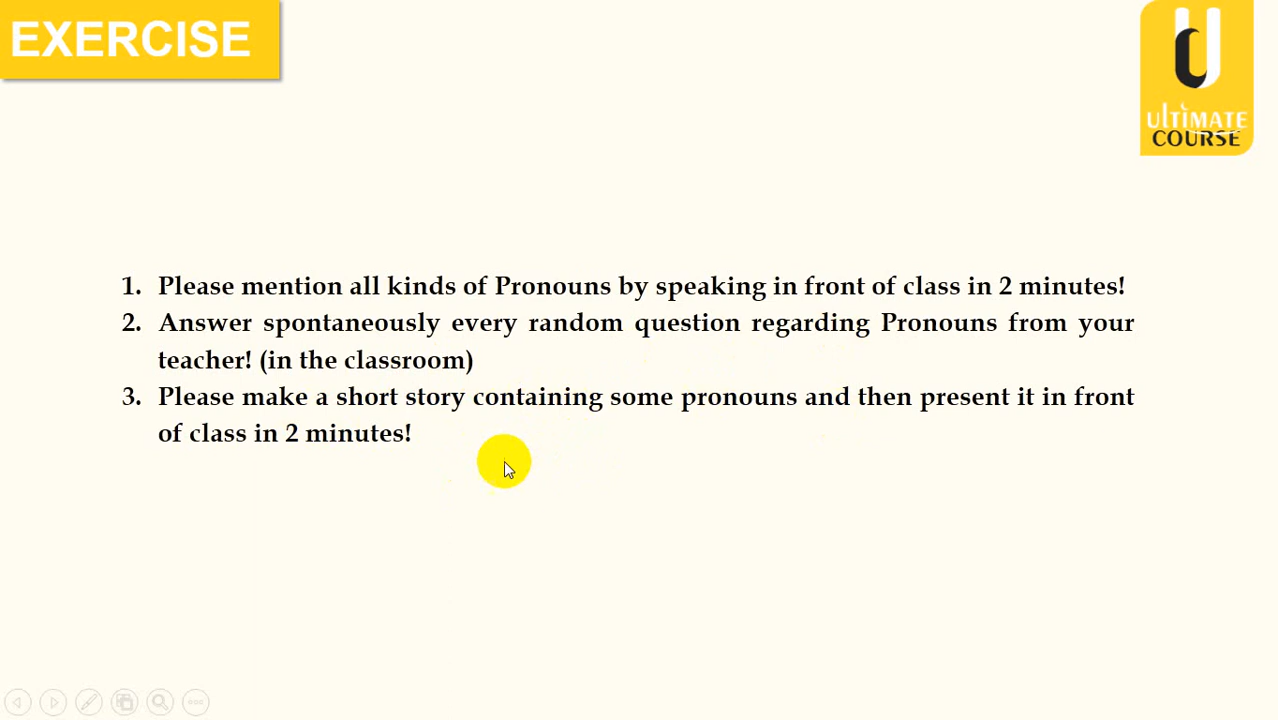 EXERCISE
ULTIMATE
COURSE
1. Please mention all kinds of Pronouns by speaking in front of class in 2 minutes!
2. Answer spontaneously every random question regarding Pronouns from your
teacher! (in the classroom)
3. Please make a short story containing some pronouns and then present it in front
of class in 2 minutes!